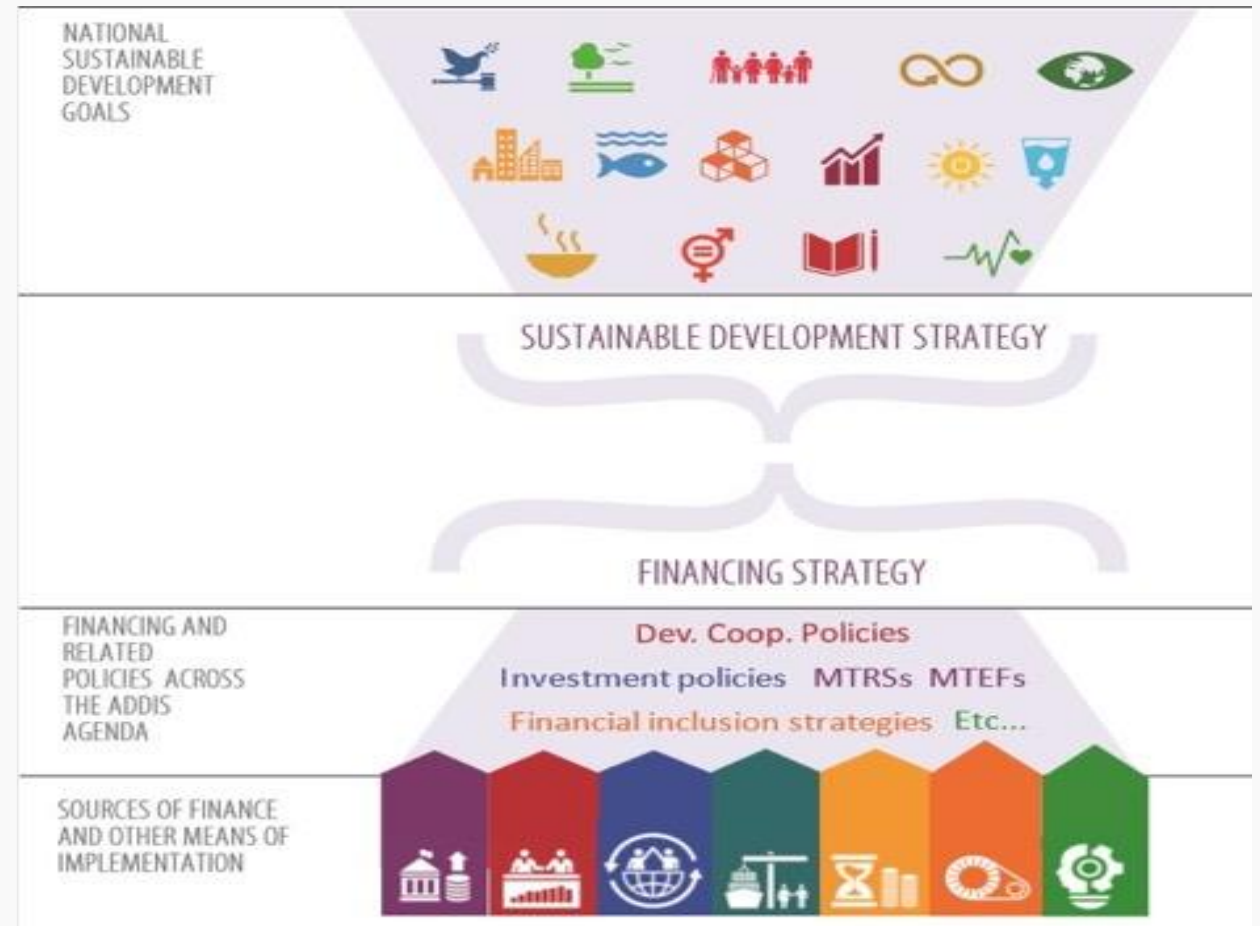 NATIONAL
SUSTAINABLE
DEVELOPMENT
GOALS
SUSTAINABLE DEVELOPMENT STRATEGY
FINANCING STRATEGY
FINANCING AND
RELATED
POLICIES ACROSS
THE ADDIS
AGENDA
Dev. Coop. Policies
Investment policies MTRSs MTEFs
Financial inclusion strategies Etc...
SOURCES OF FINANCE
AND OTHER MEANS OF
IMPLEMENTATION